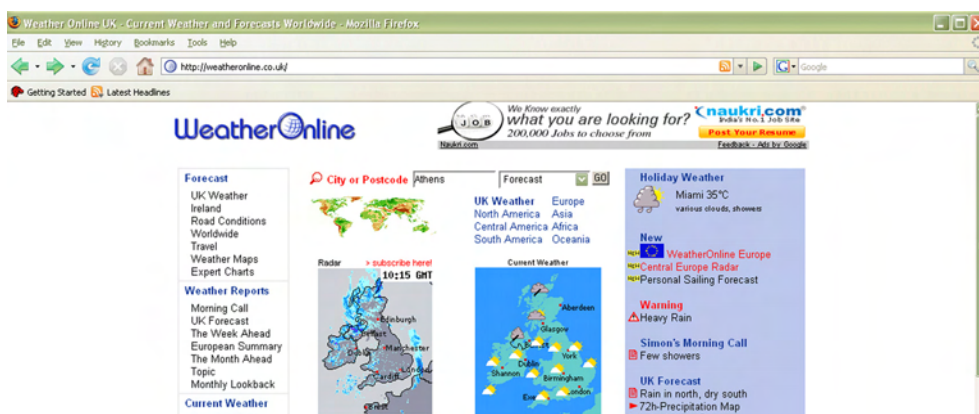 Weather Online UK - Current Weather and Forecasts Worldwide - Mozilla Firefox
File Edit View History Bookmarks Tools Help
http://weatheronline.co.uk/
Google
Getting Started Latest Headlines
WeatherOnline
JOB
We Know exactly
what you are looking for?
200,000 Jobs to choose from
Naukri.com
naukri.com
India's No.1 Job Site
Post Your Resume
Feedback - Ads by Google
Forecast
UK Weather
Ireland
Road Conditions
Worldwide
Travel
Weather Maps
Expert Charts
Weather Reports
Morning Call
UK Forecast
The Week Ahead
European Summary
The Month Ahead
Topic
Monthly Lookback
Current Weather
City or Postcode Athens Forecast GO
UK Weather Europe
North America Asia
Central America Africa
South America Oceania
Radar > subscribe here!
10:15 GMT
Edinburgh
Belfast
Manchester
Dublin
London
Cardiff
Brest
Current Weather
Aberdeen
Glasgow
York
Dublin
Shannon
Birmingham
London
Holiday Weather
Miami 35°C
various clouds, showers
New
WeatherOnline Europe
Central Europe Radar
Personal Sailing Forecast
Warning
Heavy Rain
Simon's Morning Call
Few showers
UK Forecast
Rain in north, dry south
72h-Precipitation Map